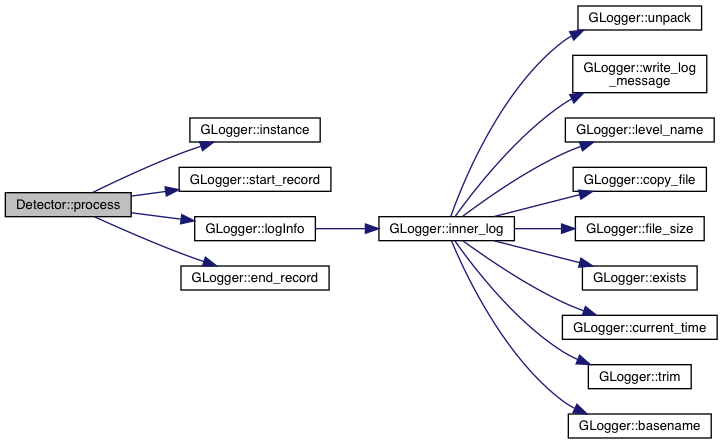 GLogger::unpack
GLogger::write_log
_message
GLogger::instance
GLogger::level_name
GLogger::start_record
GLogger::copy_file
Detector::process
GLogger::logInfo
GLogger::inner_log
GLogger::file_size
GLogger::end_record
GLogger::exists
GLogger::current_time
GLogger::trim
GLogger::basename